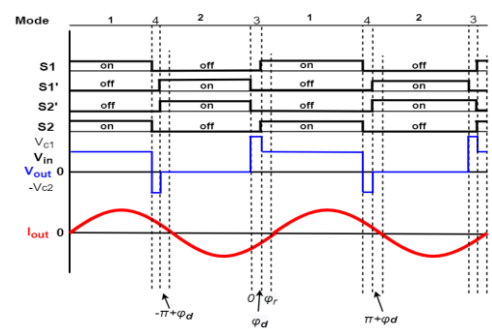 Mode 1 4 2 3 1 4 2 3
S1 on off on off
S1' off on off on
S2' off on off on
S2 on off on off
Vc1
Vin
Vout 0
-Vc2
Iout 0
-π+φd 0 φr π+φd
φd